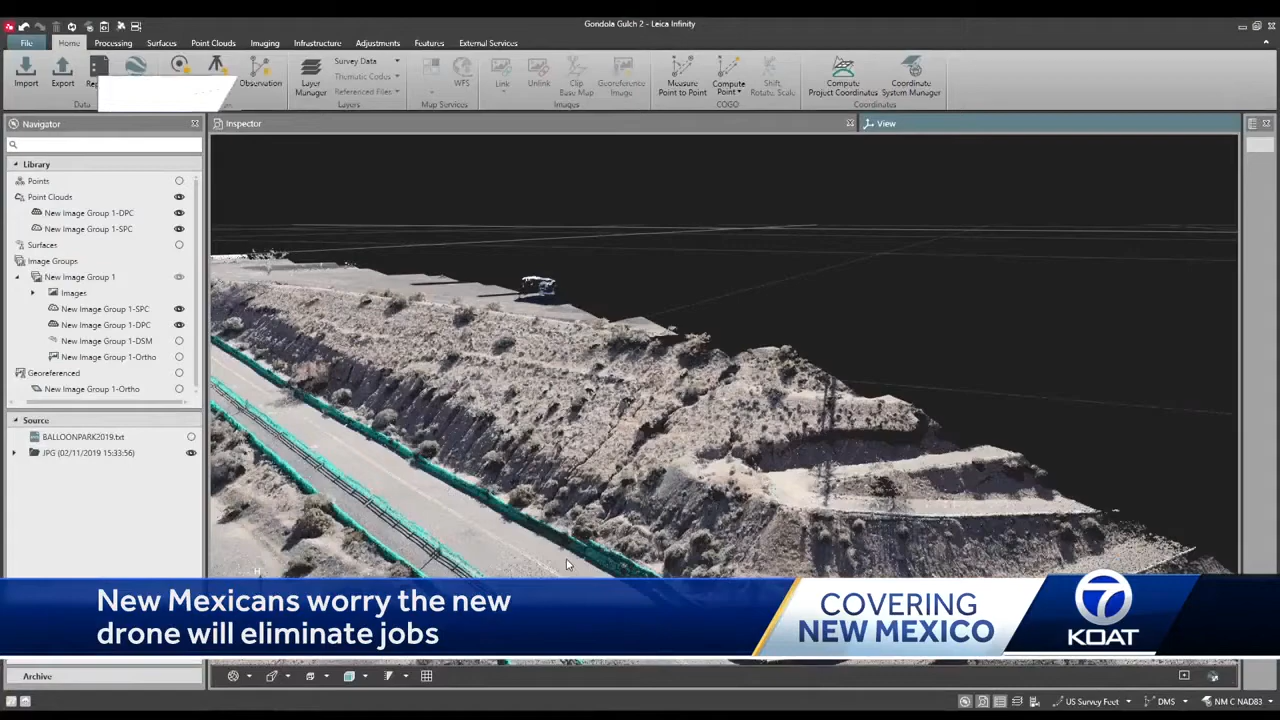 Gondola Gulch 2 - Leica Infinity
File Home Processing Surfaces Point Clouds Imaging Infrastructure Adjustments Features External Services
Import Export
Observation
Layer Manager
Survey Data
Thematic Codes
Referenced Files
WFS
Link
Unlink
Clip Base Map
Georeference Image
Measure Point to Point
Compute Point
Shift, Rotate, Scale
Compute Project Coordinates
Coordinate System Manager
Data
Layers
Map Services
Images
COGO
Coordinates
Navigator
Inspector
View
Library
Points
Point Clouds
New Image Group 1-DPC
New Image Group 1-SPC
Surfaces
Image Groups
New Image Group 1
Images
New Image Group 1-SPC
New Image Group 1-DPC
New Image Group 1-DSM
New Image Group 1-Ortho
Georeferenced
New Image Group 1-Ortho
Source
BALLOONPARK2019.txt
JPG (02/11/2019 15:33:56)
H
New Mexicans worry the new
drone will eliminate jobs
COVERING
NEW MEXICO
7
KOAT
Archive
US Survey Feet
DMS
NM C NAD83